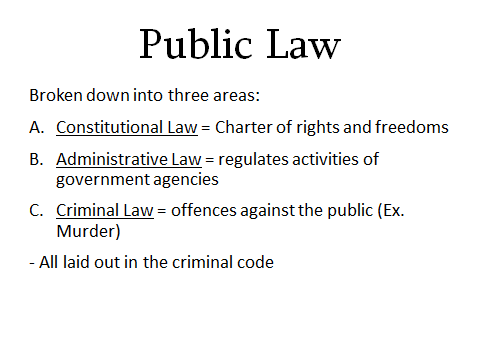 Public Law
Broken down into three areas:
A. Constitutional Law = Charter of rights and freedoms
B. Administrative Law = regulates activities of
government agencies
C. Criminal Law = offences against the public (Ex.
Murder)
- All laid out in the criminal code